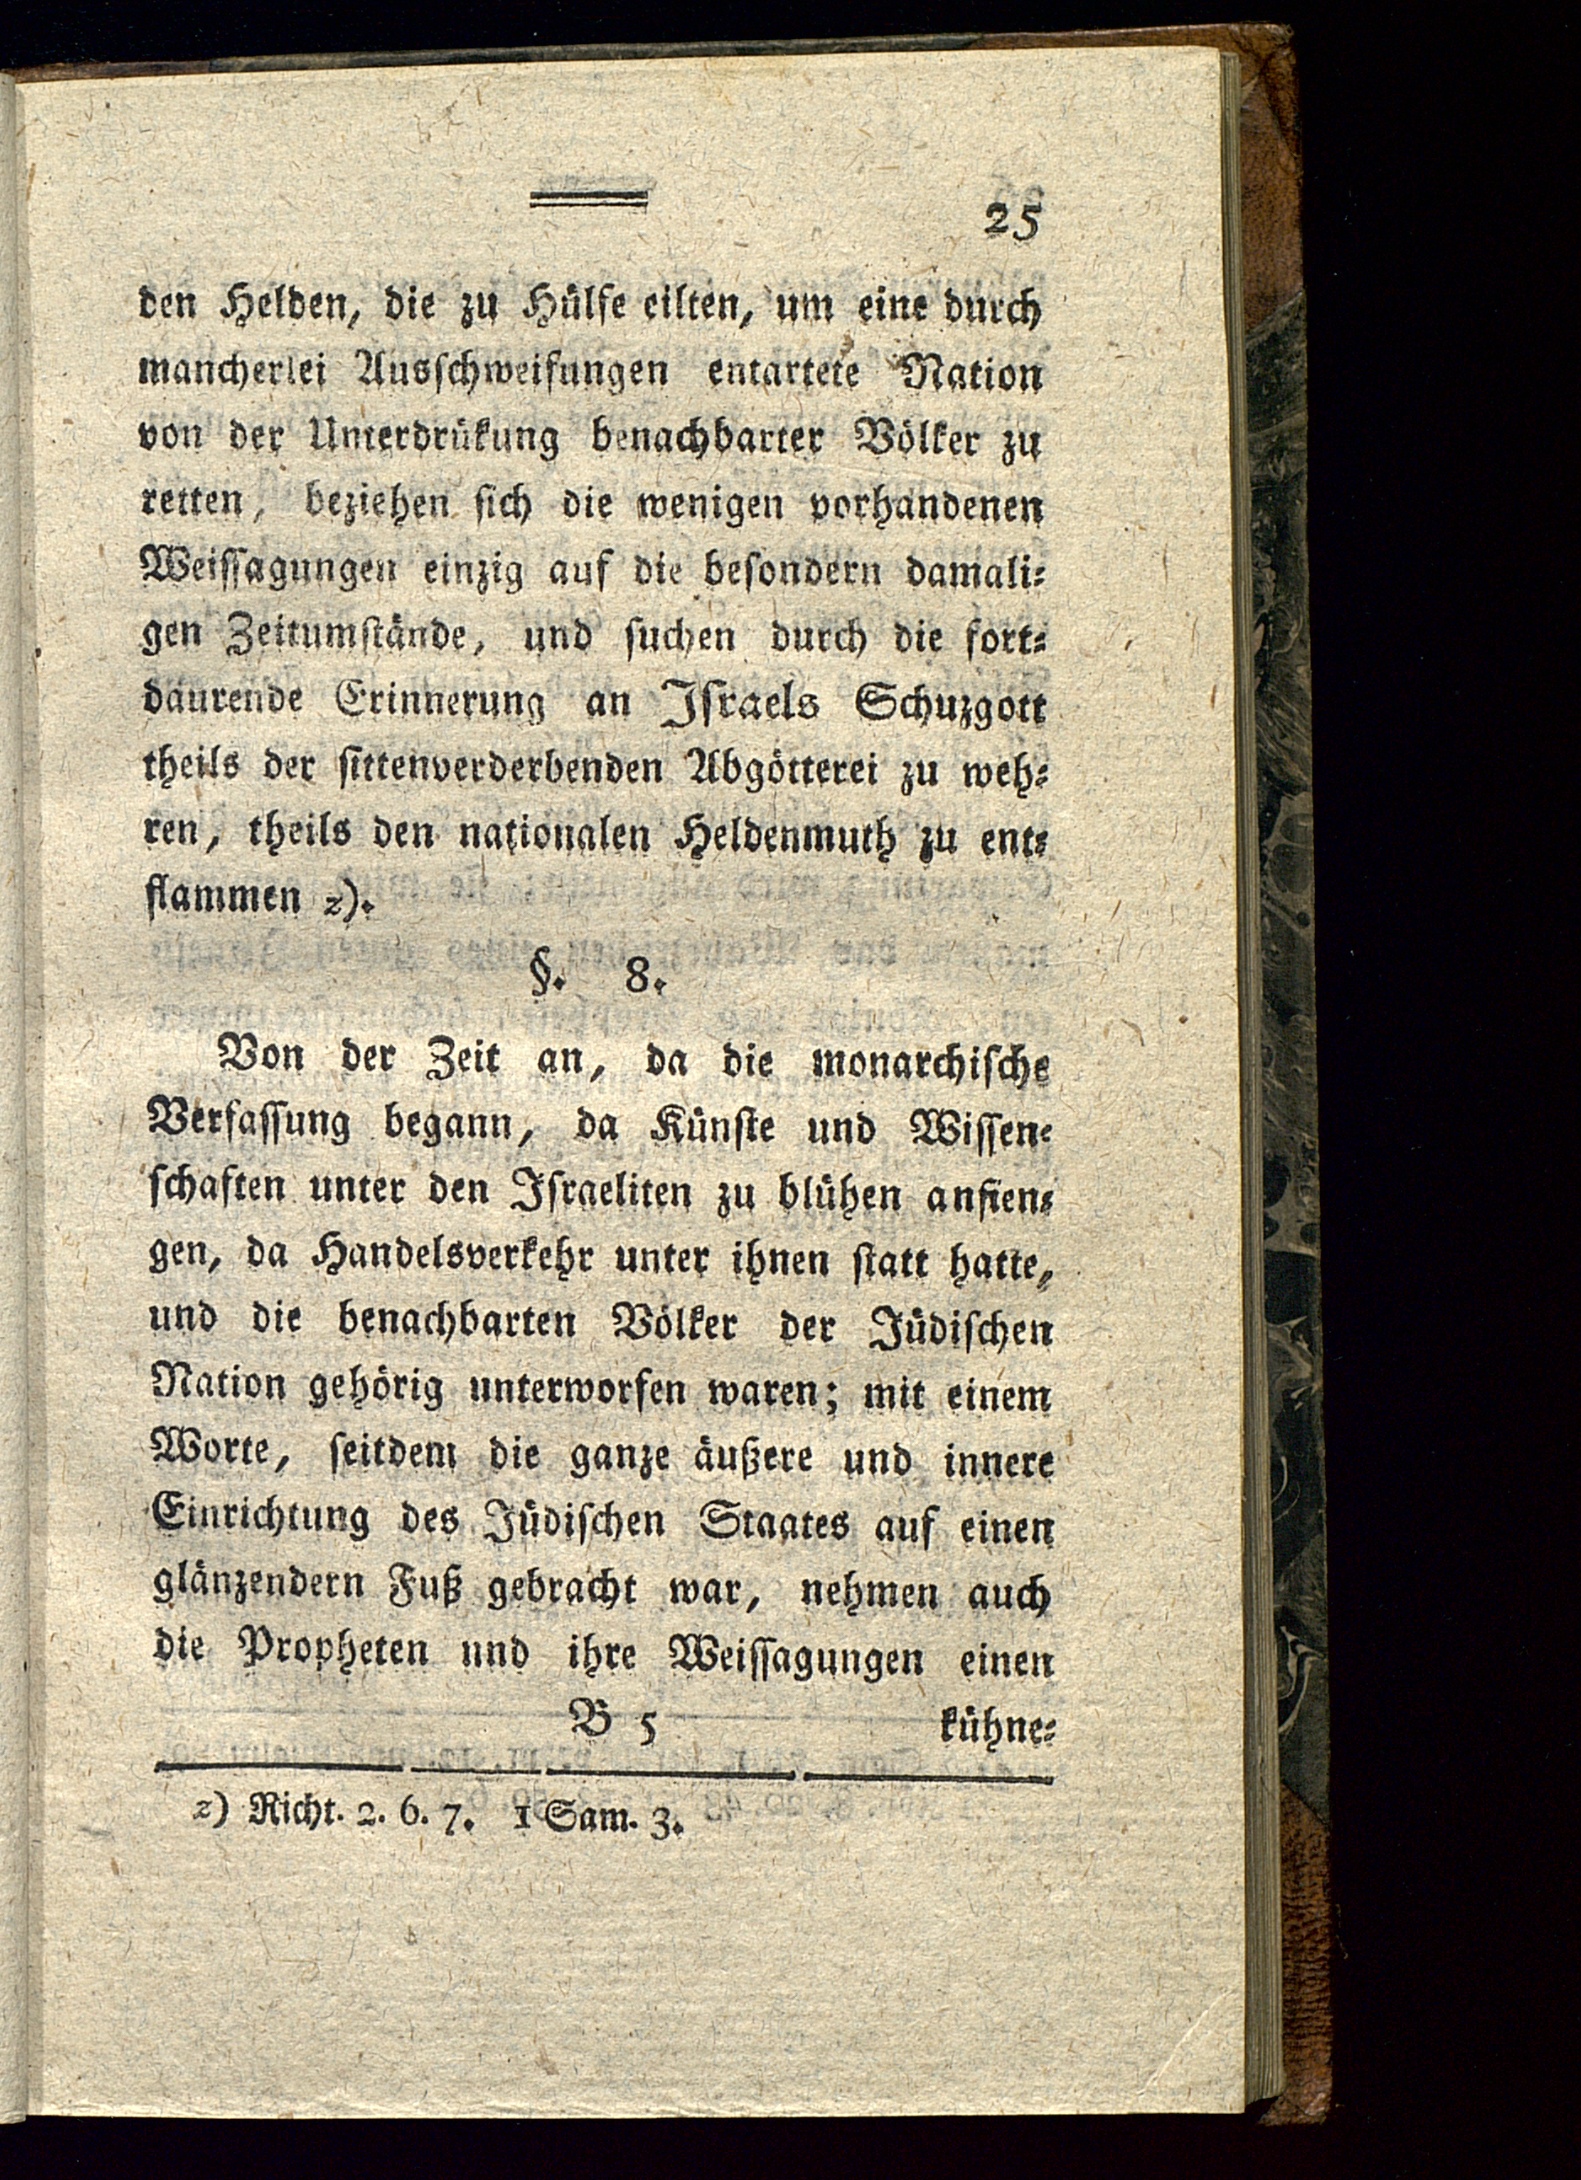 25
den Helden, die zu Hülfe eilten, um eine durch
mancherlei Ausſchweifungen entartete Nation
von der Unterdrükung benachbarter Völker zu
retten, beziehen ſich die wenigen vorhandenen
Weiſſagungen einzig auf die beſondern damali⸗
gen Zeitumſtände, und ſuchen durch die fort⸗
daurende Erinnerung an Iſraels Schuzgott
theils der ſittenverderbenden Abgötterei zu weh⸗
ren, theils den nationalen Heldenmuth zu ent⸗
flammen z).
§. 8.
Von der Zeit an, da die monarchiſche
Verfaſſung begann, da Künſte und Wiſſen⸗
ſchaften unter den Iſraeliten zu blühen anfien⸗
gen, da Handelsverkehr unter ihnen ſtatt hatte,
und die benachbarten Völker der Jüdiſchen
Nation gehörig unterworfen waren; mit einem
Worte, ſeitdem die ganze äußere und innere
Einrichtung des Jüdiſchen Staates auf einen
glänzendern Fuß gebracht war, nehmen auch
die Propheten und ihre Weiſſagungen einen
B 5 kühne⸗
z) Richt. 2. 6. 7. 1 Sam. 3.